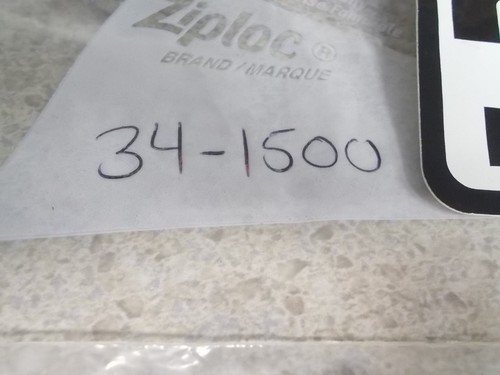 Ziploc ®
BRAND / MARQUE
34-1500